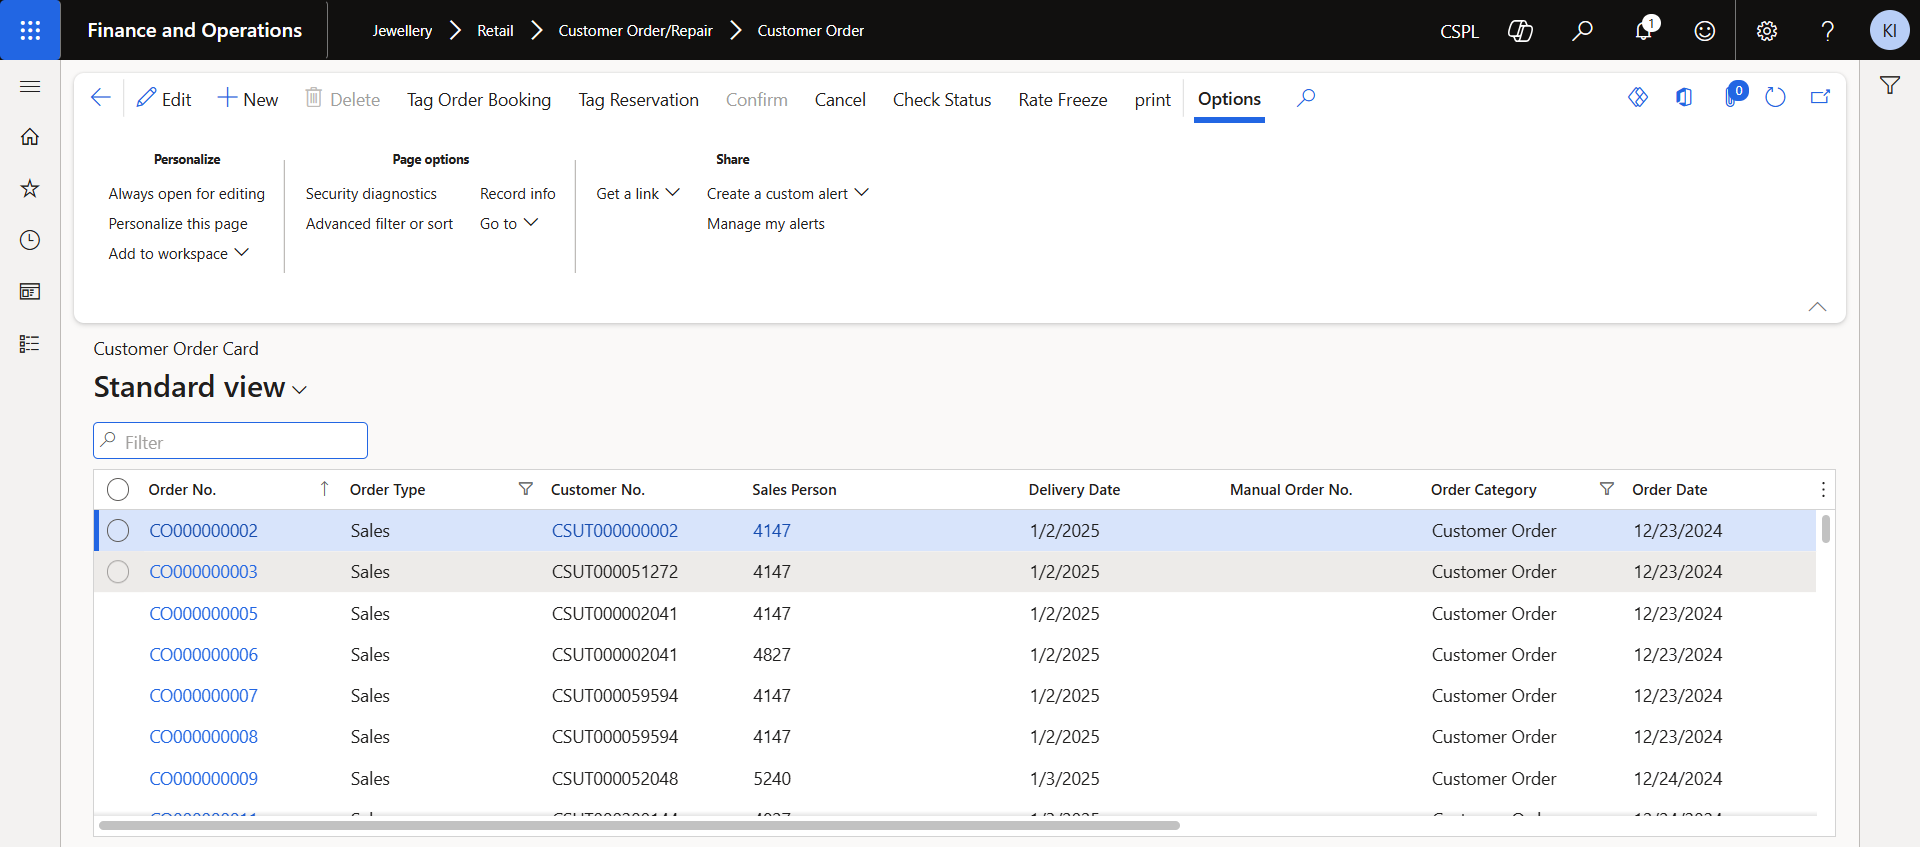 Finance and Operations
Jewellery Retail Customer Order/Repair Customer Order
CSPL 1 ? KI
Edit New Delete Tag Order Booking Tag Reservation Confirm Cancel Check Status Rate Freeze print Options 0
Personalize Page options Share
Always open for editing Security diagnostics Record info Get a link Create a custom alert
Personalize this page Advanced filter or sort Go to Manage my alerts
Add to workspace
Customer Order Card
Standard view
Filter
Order No. Order Type Customer No. Sales Person Delivery Date Manual Order No. Order Category Order Date
CO000000002 Sales CSUT000000002 4147 1/2/2025 Customer Order 12/23/2024
CO000000003 Sales CSUT000051272 4147 1/2/2025 Customer Order 12/23/2024
CO000000005 Sales CSUT000002041 4147 1/2/2025 Customer Order 12/23/2024
CO000000006 Sales CSUT000002041 4827 1/2/2025 Customer Order 12/23/2024
CO000000007 Sales CSUT000059594 4147 1/2/2025 Customer Order 12/23/2024
CO000000008 Sales CSUT000059594 4147 1/2/2025 Customer Order 12/23/2024
CO000000009 Sales CSUT000052048 5240 1/3/2025 Customer Order 12/24/2024